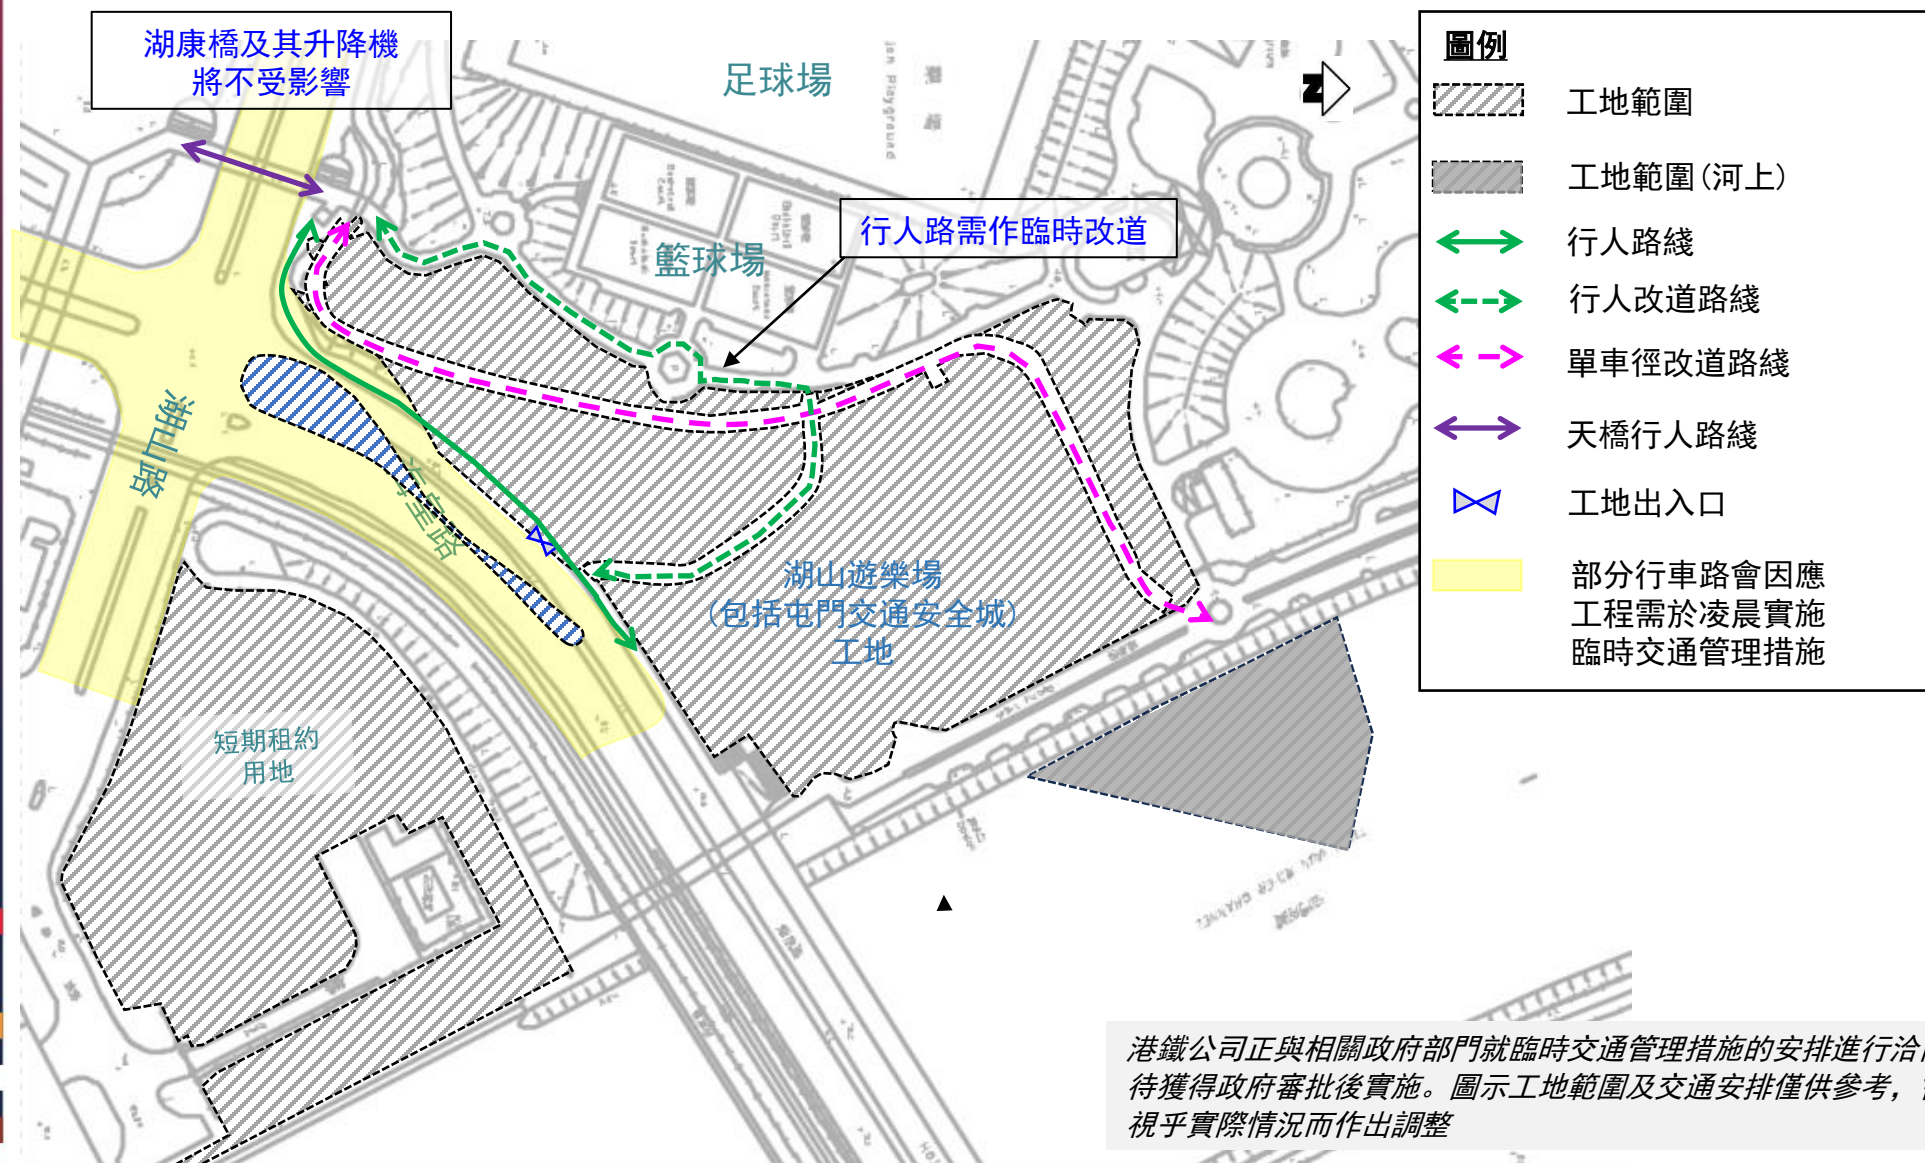 湖康橋及其升降機
將不受影響
足球場
籃球場
行人路需作臨時改道
湖山路
海皇路
湖山遊樂場
(包括屯門交通安全城)
工地
短期租約
用地
N
圖例
工地範圍
工地範圍(河上)
行人路綫
行人改道路綫
單車徑改道路綫
天橋行人路綫
工地出入口
部分行車路會因應
工程需於凌晨實施
臨時交通管理措施
港鐵公司正與相關政府部門就臨時交通管理措施的安排進行洽
待獲得政府審批後實施。圖示工地範圍及交通安排僅供參考，
視乎實際情況而作出調整